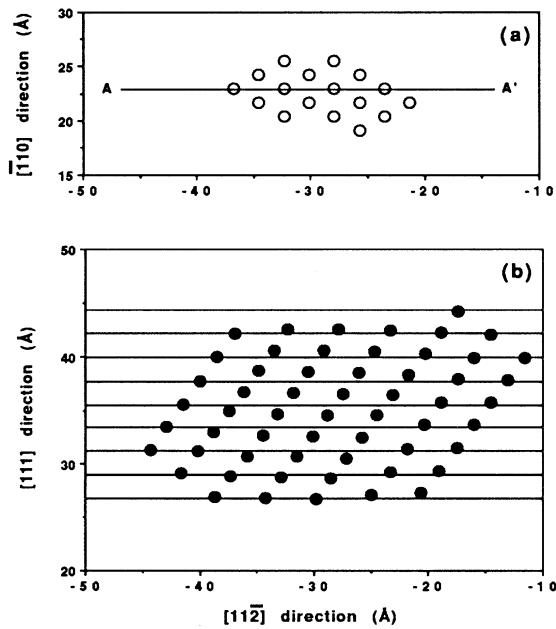 30
(a)
25
A
A'
20
15
-50
-40
-30
-20
-10
[1̅10] direction (Å)
50
(b)
40
30
20
-50
-40
-30
-20
-10
[111] direction (Å)
[112̅] direction (Å)